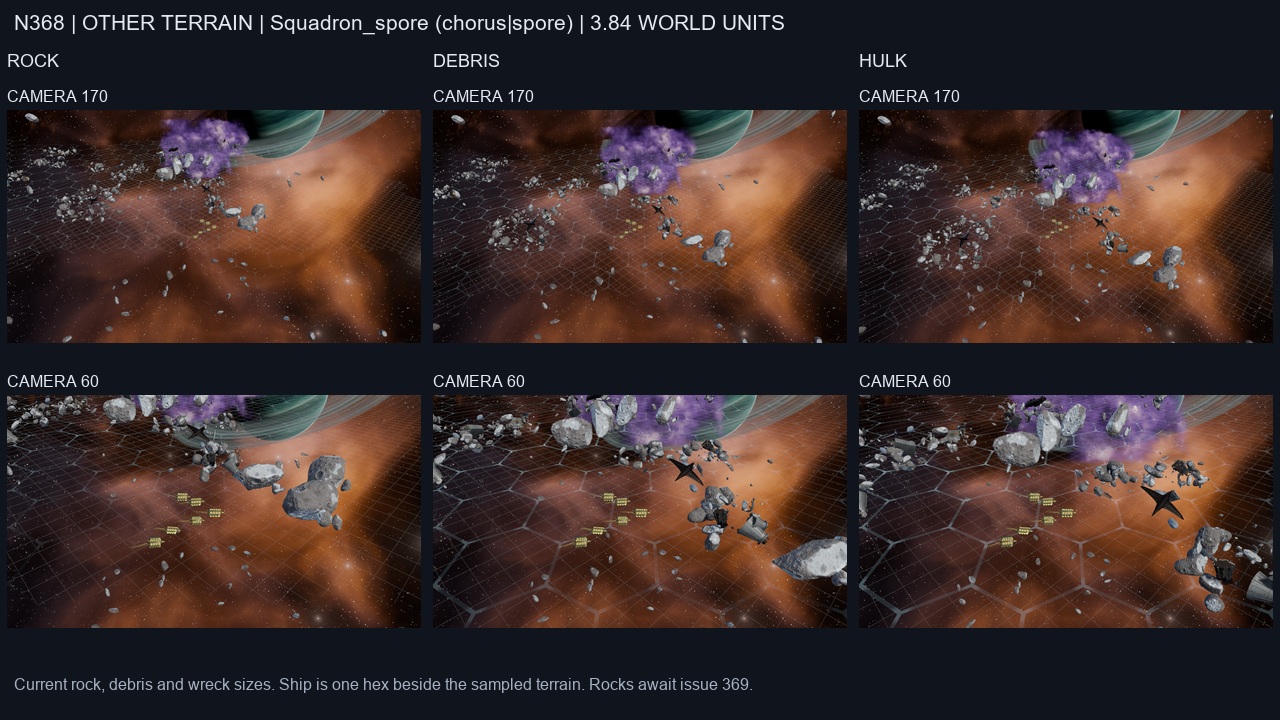 N368 | OTHER TERRAIN | Squadron_spore (chorus|spore) | 3.84 WORLD UNITS
ROCK
DEBRIS
HULK
CAMERA 170
CAMERA 170
CAMERA 170
CAMERA 60
CAMERA 60
CAMERA 60
Current rock, debris and wreck sizes. Ship is one hex beside the sampled terrain. Rocks await issue 369.